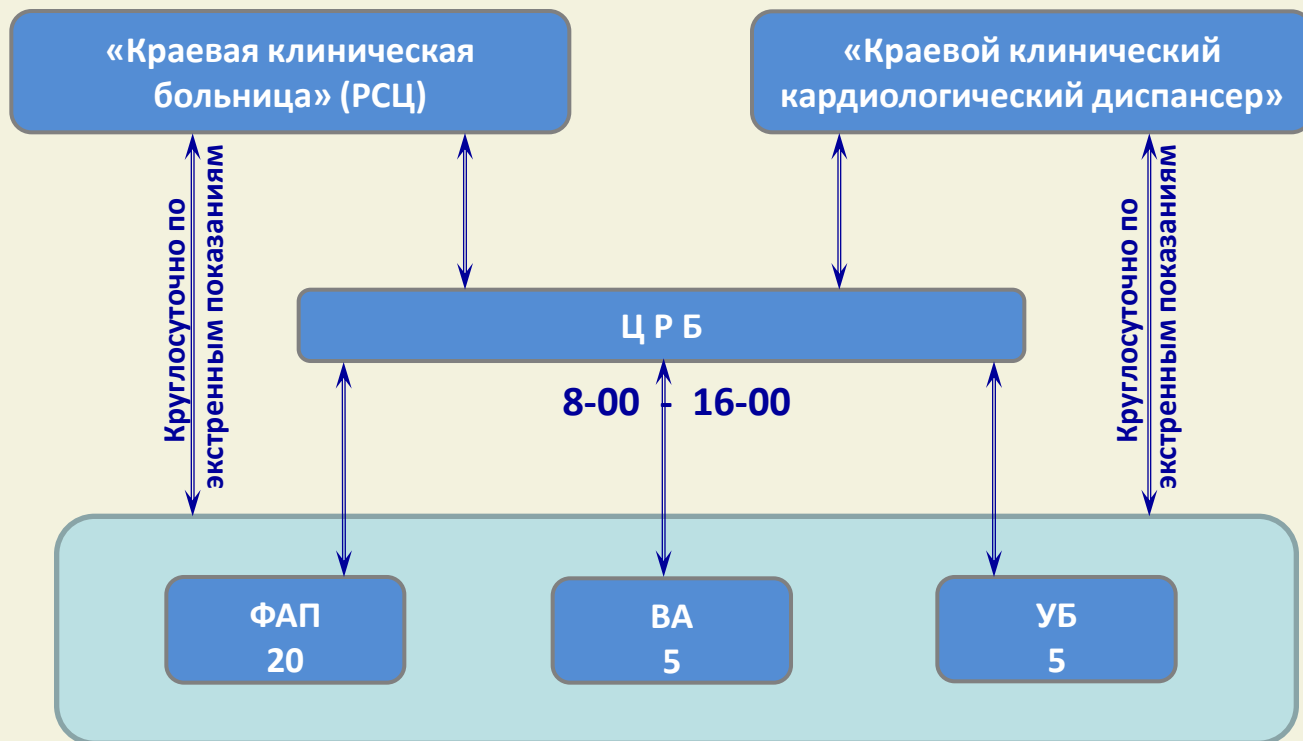 «Краевая клиническая
больница» (РСЦ)
«Краевой клинический
кардиологический диспансер»
Круглосуточно по
экстренным показаниям
Круглосуточно по
экстренным показаниям
Ц Р Б
8-00 - 16-00
ФАП
20
ВА
5
УБ
5